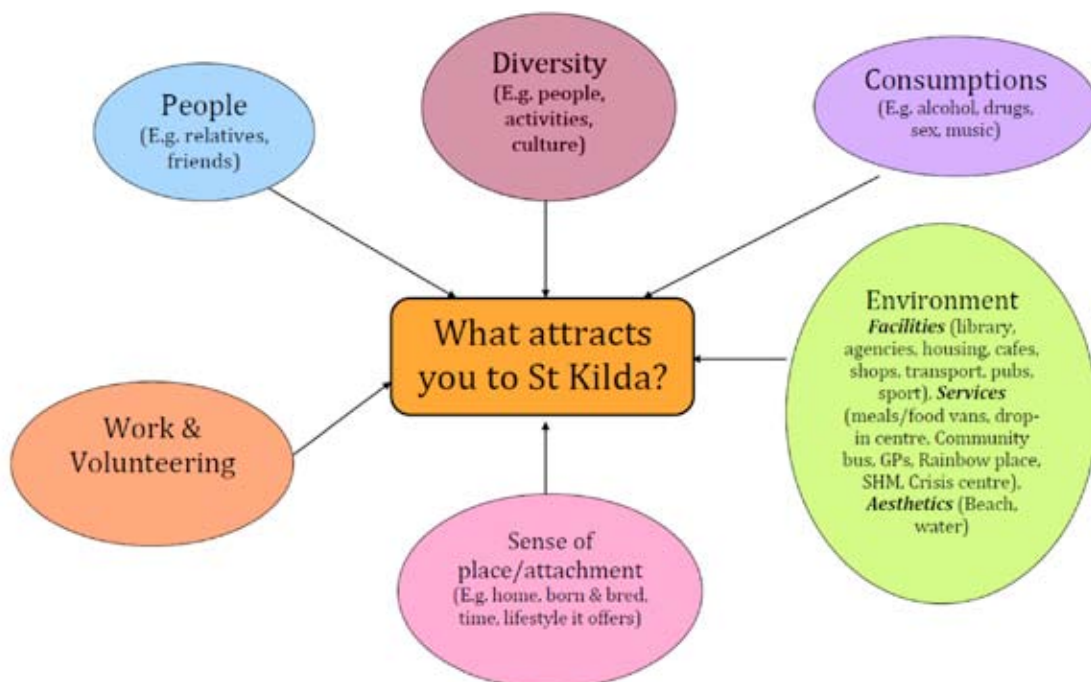 People
(E.g. relatives,
friends)
Diversity
(E.g. people,
activities,
culture)
Consumptions
(E.g. alcohol, drugs,
sex, music)
What attracts
you to St Kilda?
Environment
Facilities (library,
agencies, housing, cafes,
shops, transport, pubs,
sport). Services
(meals/food vans, drop-
in centre, Community
bus, GPs, Rainbow place,
SHM, Crisis centre).
Aesthetics (Beach,
water)
Work &
Volunteering
Sense of
place/attachment
(E.g. home, born & bred,
time, lifestyle it offers)